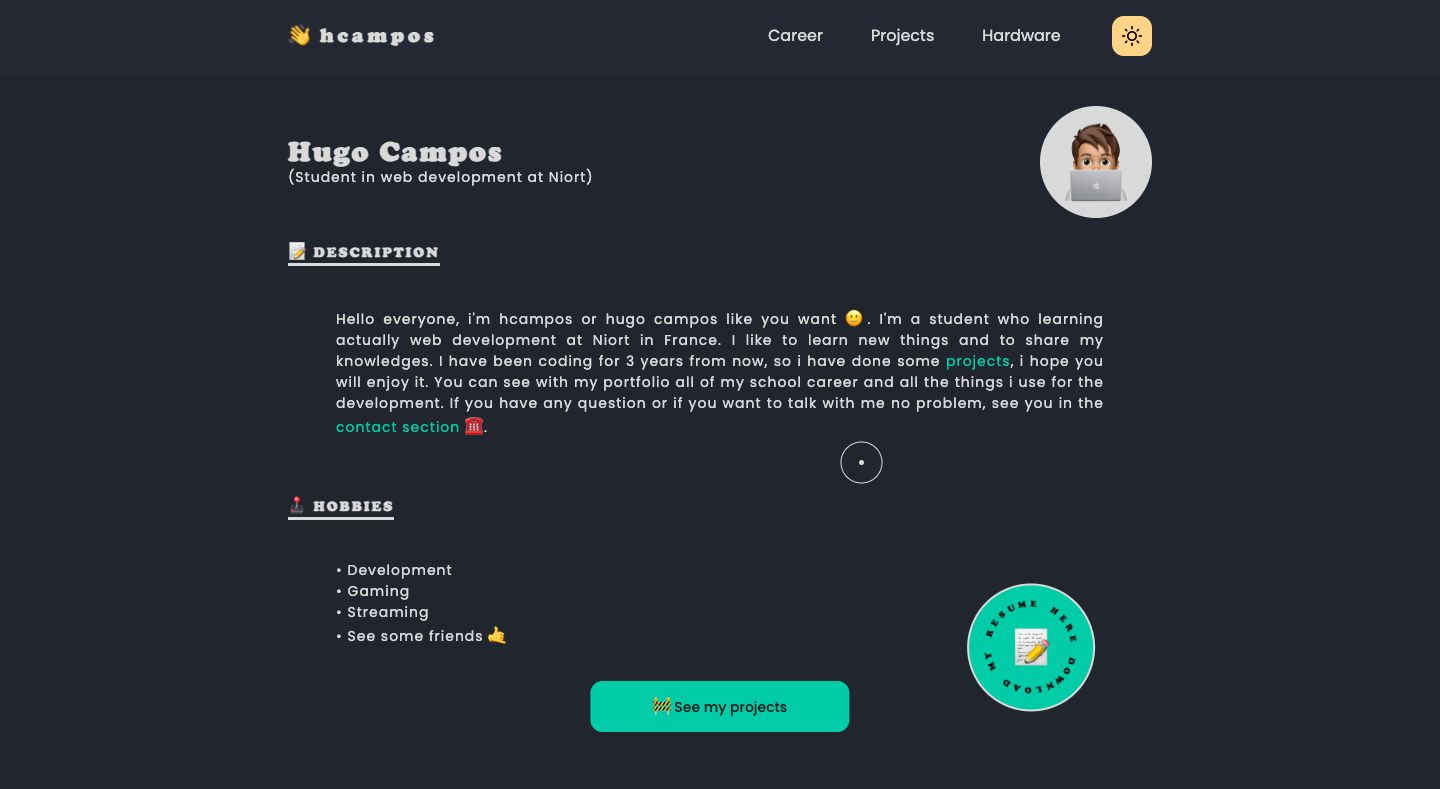 👋 hcampos
Career Projects Hardware
Hugo Campos
(Student in web development at Niort)
📝 DESCRIPTION
Hello everyone, i'm hcampos or hugo campos like you want 🙂. I'm a student who learning
actually web development at Niort in France. I like to learn new things and to share my
knowledges. I have been coding for 3 years from now, so i have done some projects, i hope you
will enjoy it. You can see with my portfolio all of my school career and all the things i use for the
development. If you have any question or if you want to talk with me no problem, see you in the
contact section ☎️.
🕹️ HOBBIES
• Development
• Gaming
• Streaming
• See some friends 🤙
DOWNLOAD MY RESUME HERE
🚧 See my projects